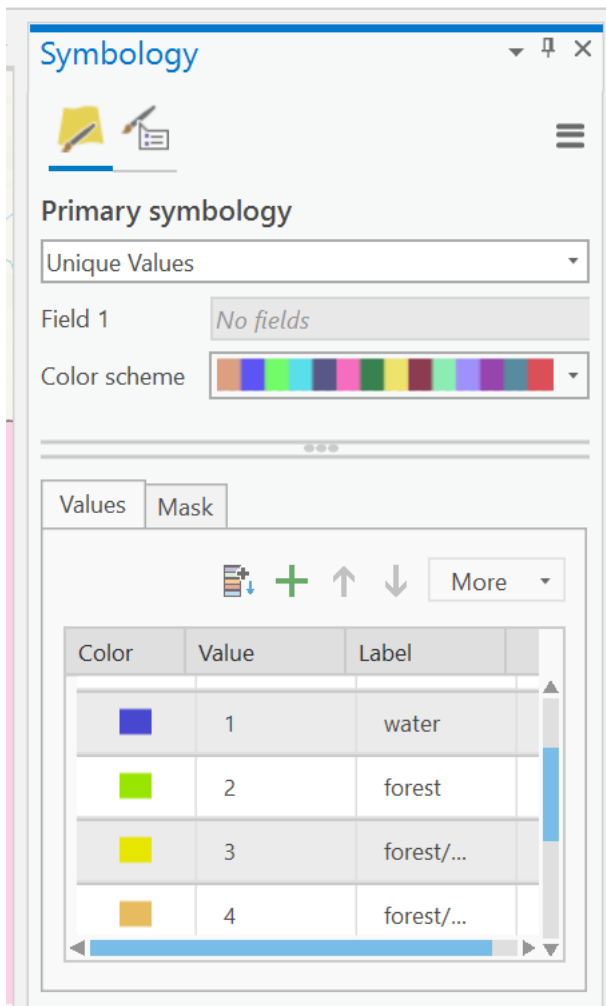 Symbology
Primary symbology
Unique Values
Field 1 No fields
Color scheme
Values Mask
More
Color Value Label
1 water
2 forest
3 forest/...
4 forest/...